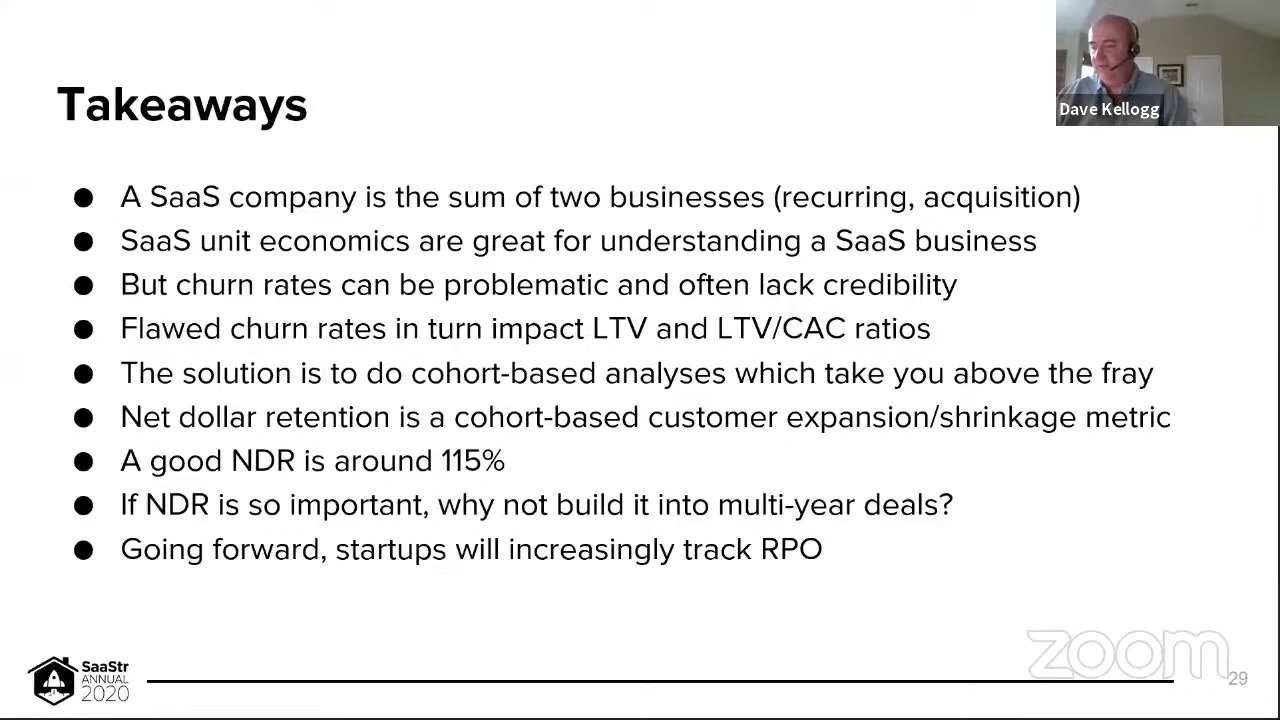 Takeaways
Dave Kellogg
● A SaaS company is the sum of two businesses (recurring, acquisition)
● SaaS unit economics are great for understanding a SaaS business
● But churn rates can be problematic and often lack credibility
● Flawed churn rates in turn impact LTV and LTV/CAC ratios
● The solution is to do cohort-based analyses which take you above the fray
● Net dollar retention is a cohort-based customer expansion/shrinkage metric
● A good NDR is around 115%
● If NDR is so important, why not build it into multi-year deals?
● Going forward, startups will increasingly track RPO
SaaStr
ANNUAL
2020
zoom
29